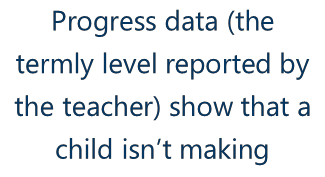 Progress data (the
termly level reported by
the teacher) show that a
child isn’t making